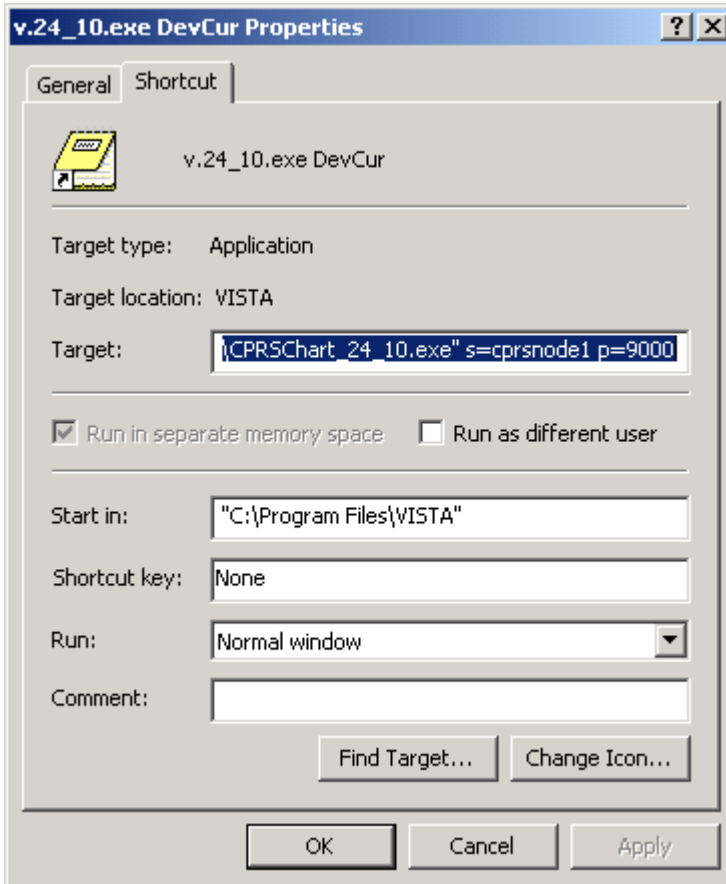 v.24_10.exe DevCur Properties ? X
General Shortcut
v.24_10.exe DevCur
Target type: Application
Target location: VISTA
Target: \CPRSChart_24_10.exe" s=cprsnode1 p=9000
Run in separate memory space Run as different user
Start in: "C:\Program Files\VISTA"
Shortcut key: None
Run: Normal window
Comment:
Find Target... Change Icon...
OK Cancel Apply